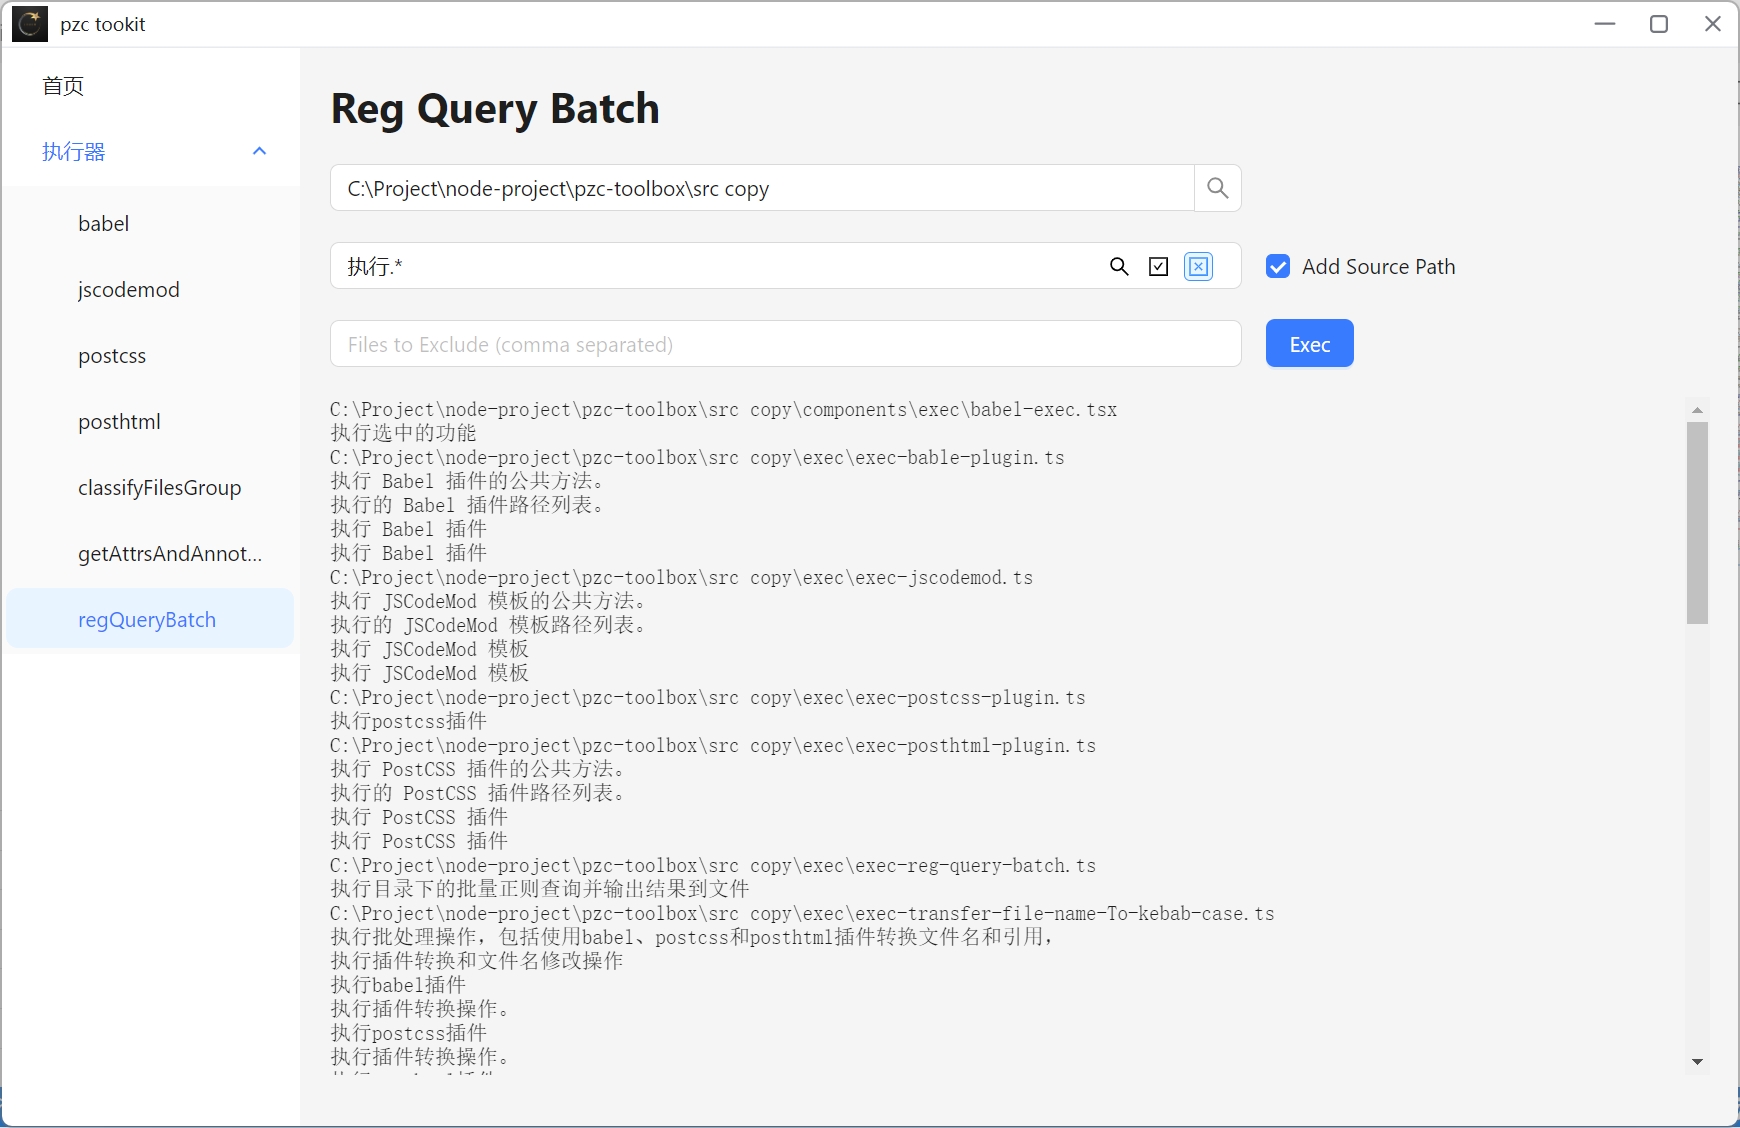 pzc tookit
首页
执行器
babel
jscodemod
postcss
posthtml
classifyFilesGroup
getAttrsAndAnnot...
regQueryBatch
Reg Query Batch
C:\Project\node-project\pzc-toolbox\src copy
执行.*
Add Source Path
Files to Exclude (comma separated)
Exec
C:\Project\node-project\pzc-toolbox\src copy\components\exec\babel-exec.tsx
执行选中的功能
C:\Project\node-project\pzc-toolbox\src copy\exec\exec-bable-plugin.ts
执行 Babel 插件的公共方法。
执行的 Babel 插件路径列表。
执行 Babel 插件
执行 Babel 插件
C:\Project\node-project\pzc-toolbox\src copy\exec\exec-jscodemod.ts
执行 JSCodeMod 模板的公共方法。
执行的 JSCodeMod 模板路径列表。
执行 JSCodeMod 模板
执行 JSCodeMod 模板
C:\Project\node-project\pzc-toolbox\src copy\exec\exec-postcss-plugin.ts
执行postcss插件
C:\Project\node-project\pzc-toolbox\src copy\exec\exec-posthtml-plugin.ts
执行 PostCSS 插件的公共方法。
执行的 PostCSS 插件路径列表。
执行 PostCSS 插件
执行 PostCSS 插件
C:\Project\node-project\pzc-toolbox\src copy\exec\exec-reg-query-batch.ts
执行目录下的批量正则查询并输出结果到文件
C:\Project\node-project\pzc-toolbox\src copy\exec\exec-transfer-file-name-To-kebab-case.ts
执行批处理操作，包括使用babel、postcss和posthtml插件转换文件名和引用，
执行插件转换和文件名修改操作
执行babel插件
执行插件转换操作。
执行postcss插件
执行插件转换操作。